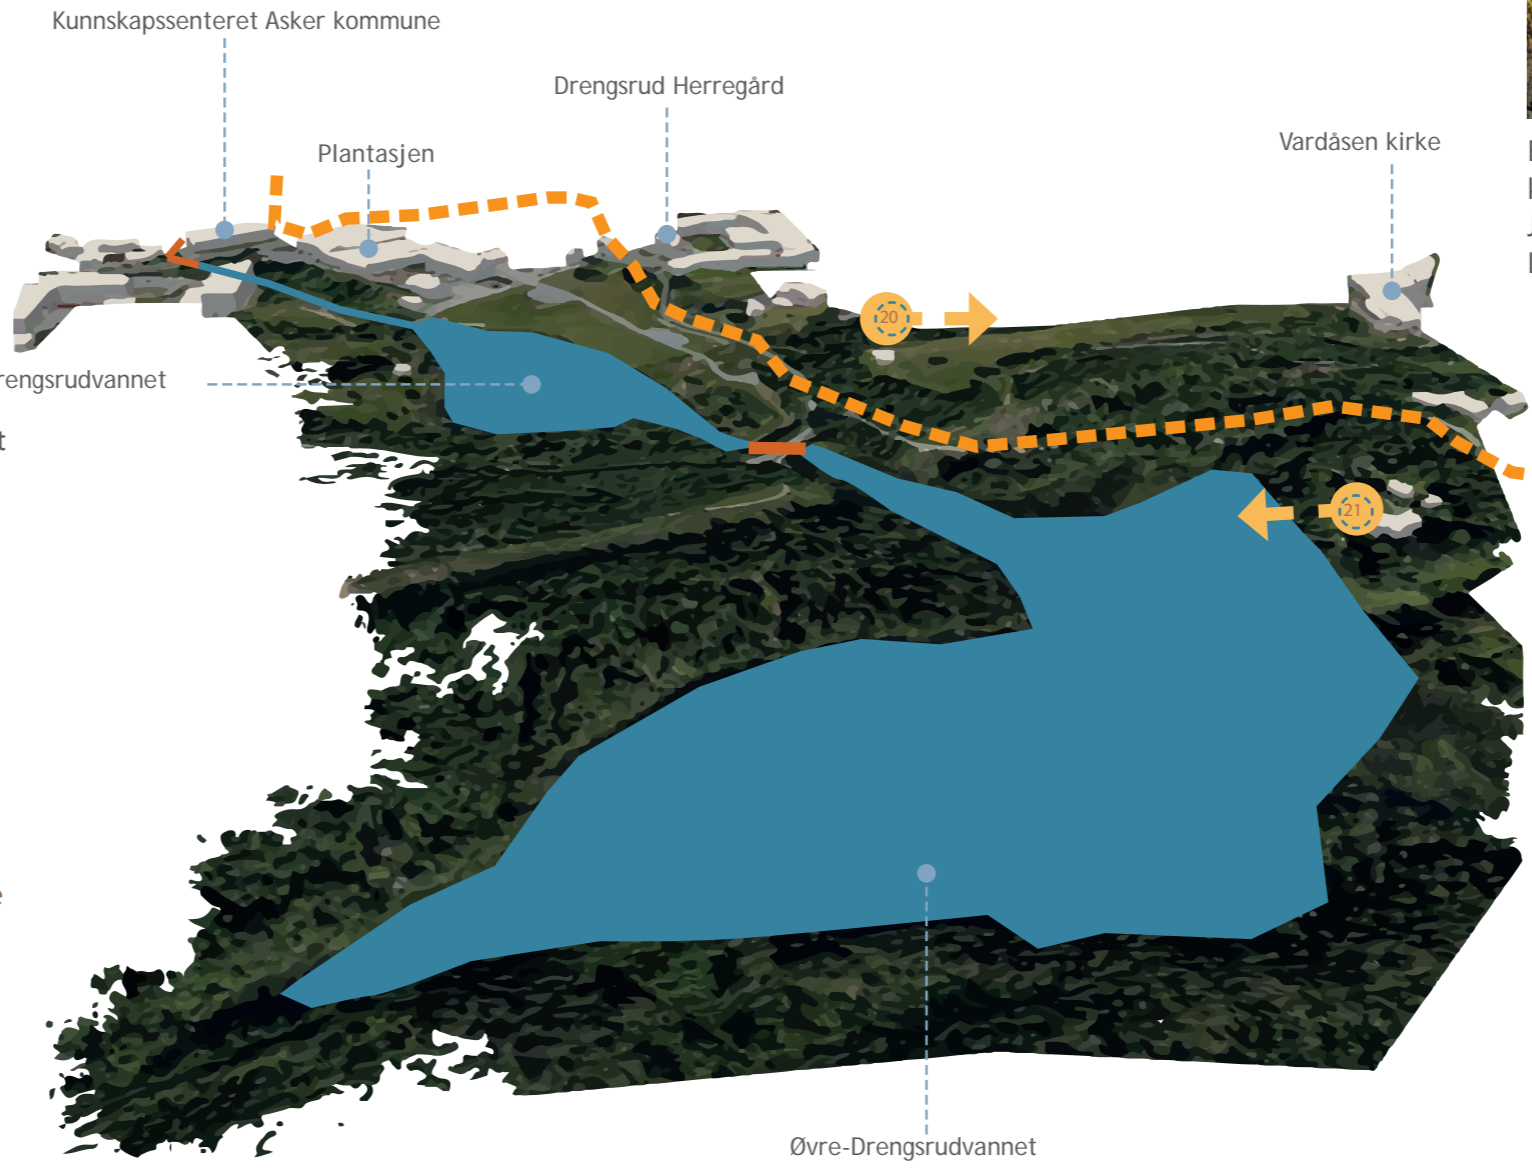 Kunnskapssenteret Asker kommune
Drengsrud Herregård
Plantasjen
Vardåsen kirke
20
rengsrudvannet
t
21
e
Øvre-Drengsrudvannet